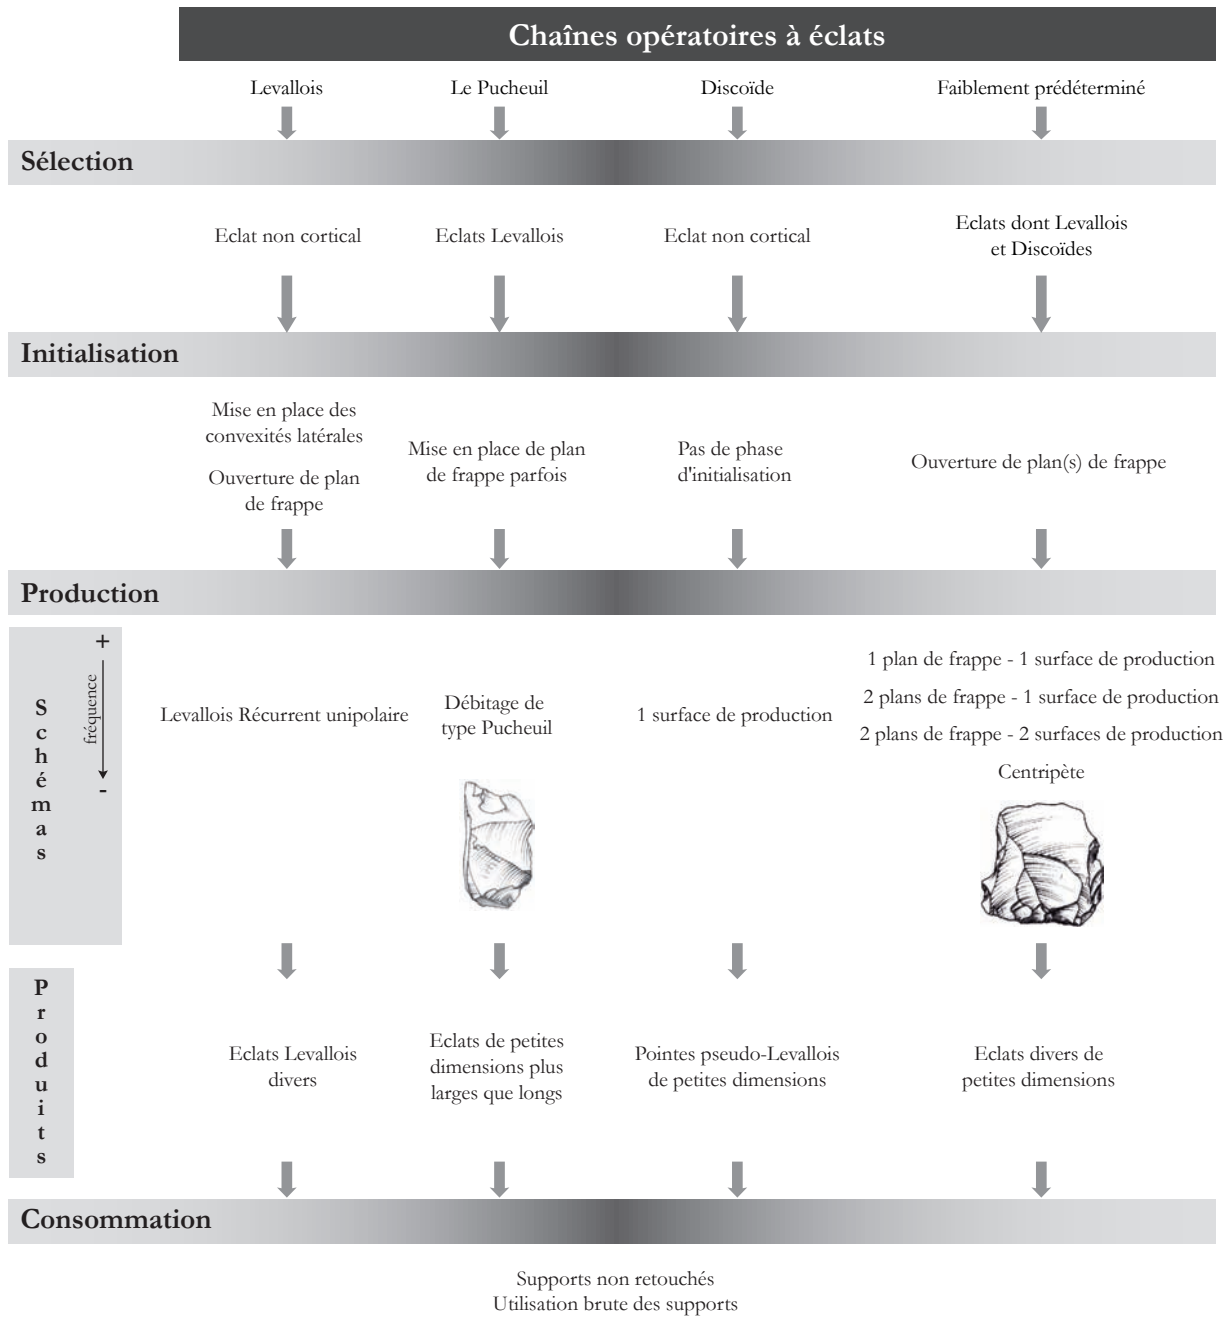 Chaînes opératoires à éclats
Levallois
Le Pucheuil
Discoïde
Faiblement prédéterminé
Sélection
Eclat non cortical
Eclats Levallois
Eclat non cortical
Eclats dont Levallois
et Discoïdes
Initialisation
Mise en place des
convexités latérales
Ouverture de plan
de frappe
Mise en place de plan
de frappe parfois
Pas de phase
d'initialisation
Ouverture de plan(s) de frappe
Production
Schémas
+
fréquence
-
Levallois Récurrent unipolaire
Débitage de
type Pucheuil
1 surface de production
1 plan de frappe - 1 surface de production
2 plans de frappe - 1 surface de production
2 plans de frappe - 2 surfaces de production
Centripète
Produits
Eclats Levallois
divers
Eclats de petites
dimensions plus
larges que longs
Pointes pseudo-Levallois
de petites dimensions
Eclats divers de
petites dimensions
Consommation
Supports non retouchés
Utilisation brute des supports